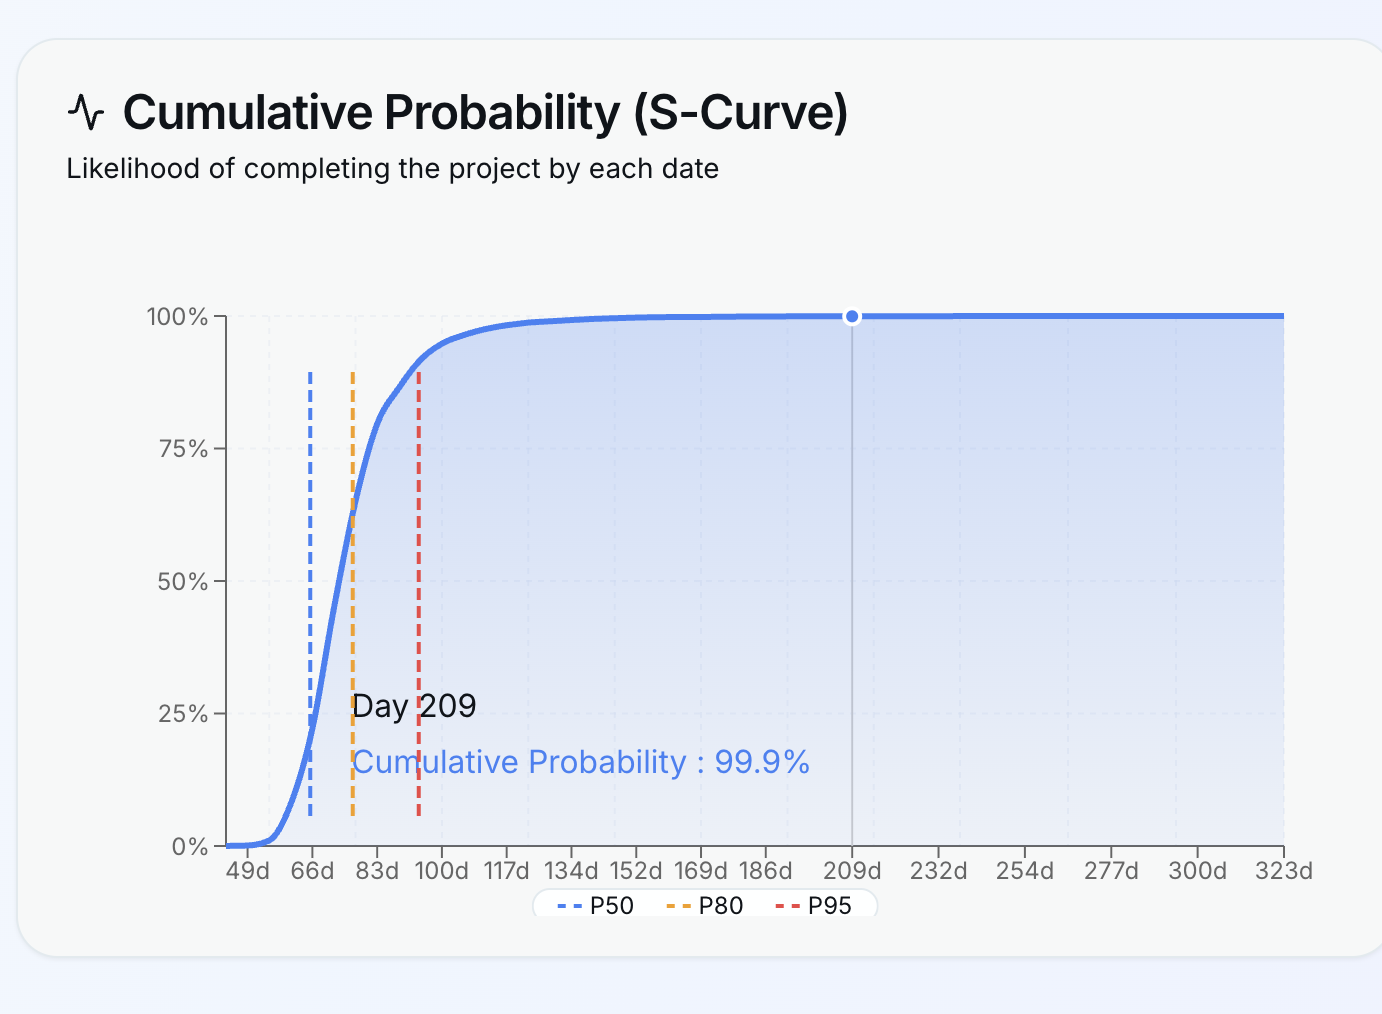 Cumulative Probability (S-Curve)
Likelihood of completing the project by each date
100%
75%
50%
25%
0%
Day 209
Cumulative Probability : 99.9%
49d 66d 83d 100d 117d 134d 152d 169d 186d 209d 232d 254d 277d 300d 323d
P50 P80 P95